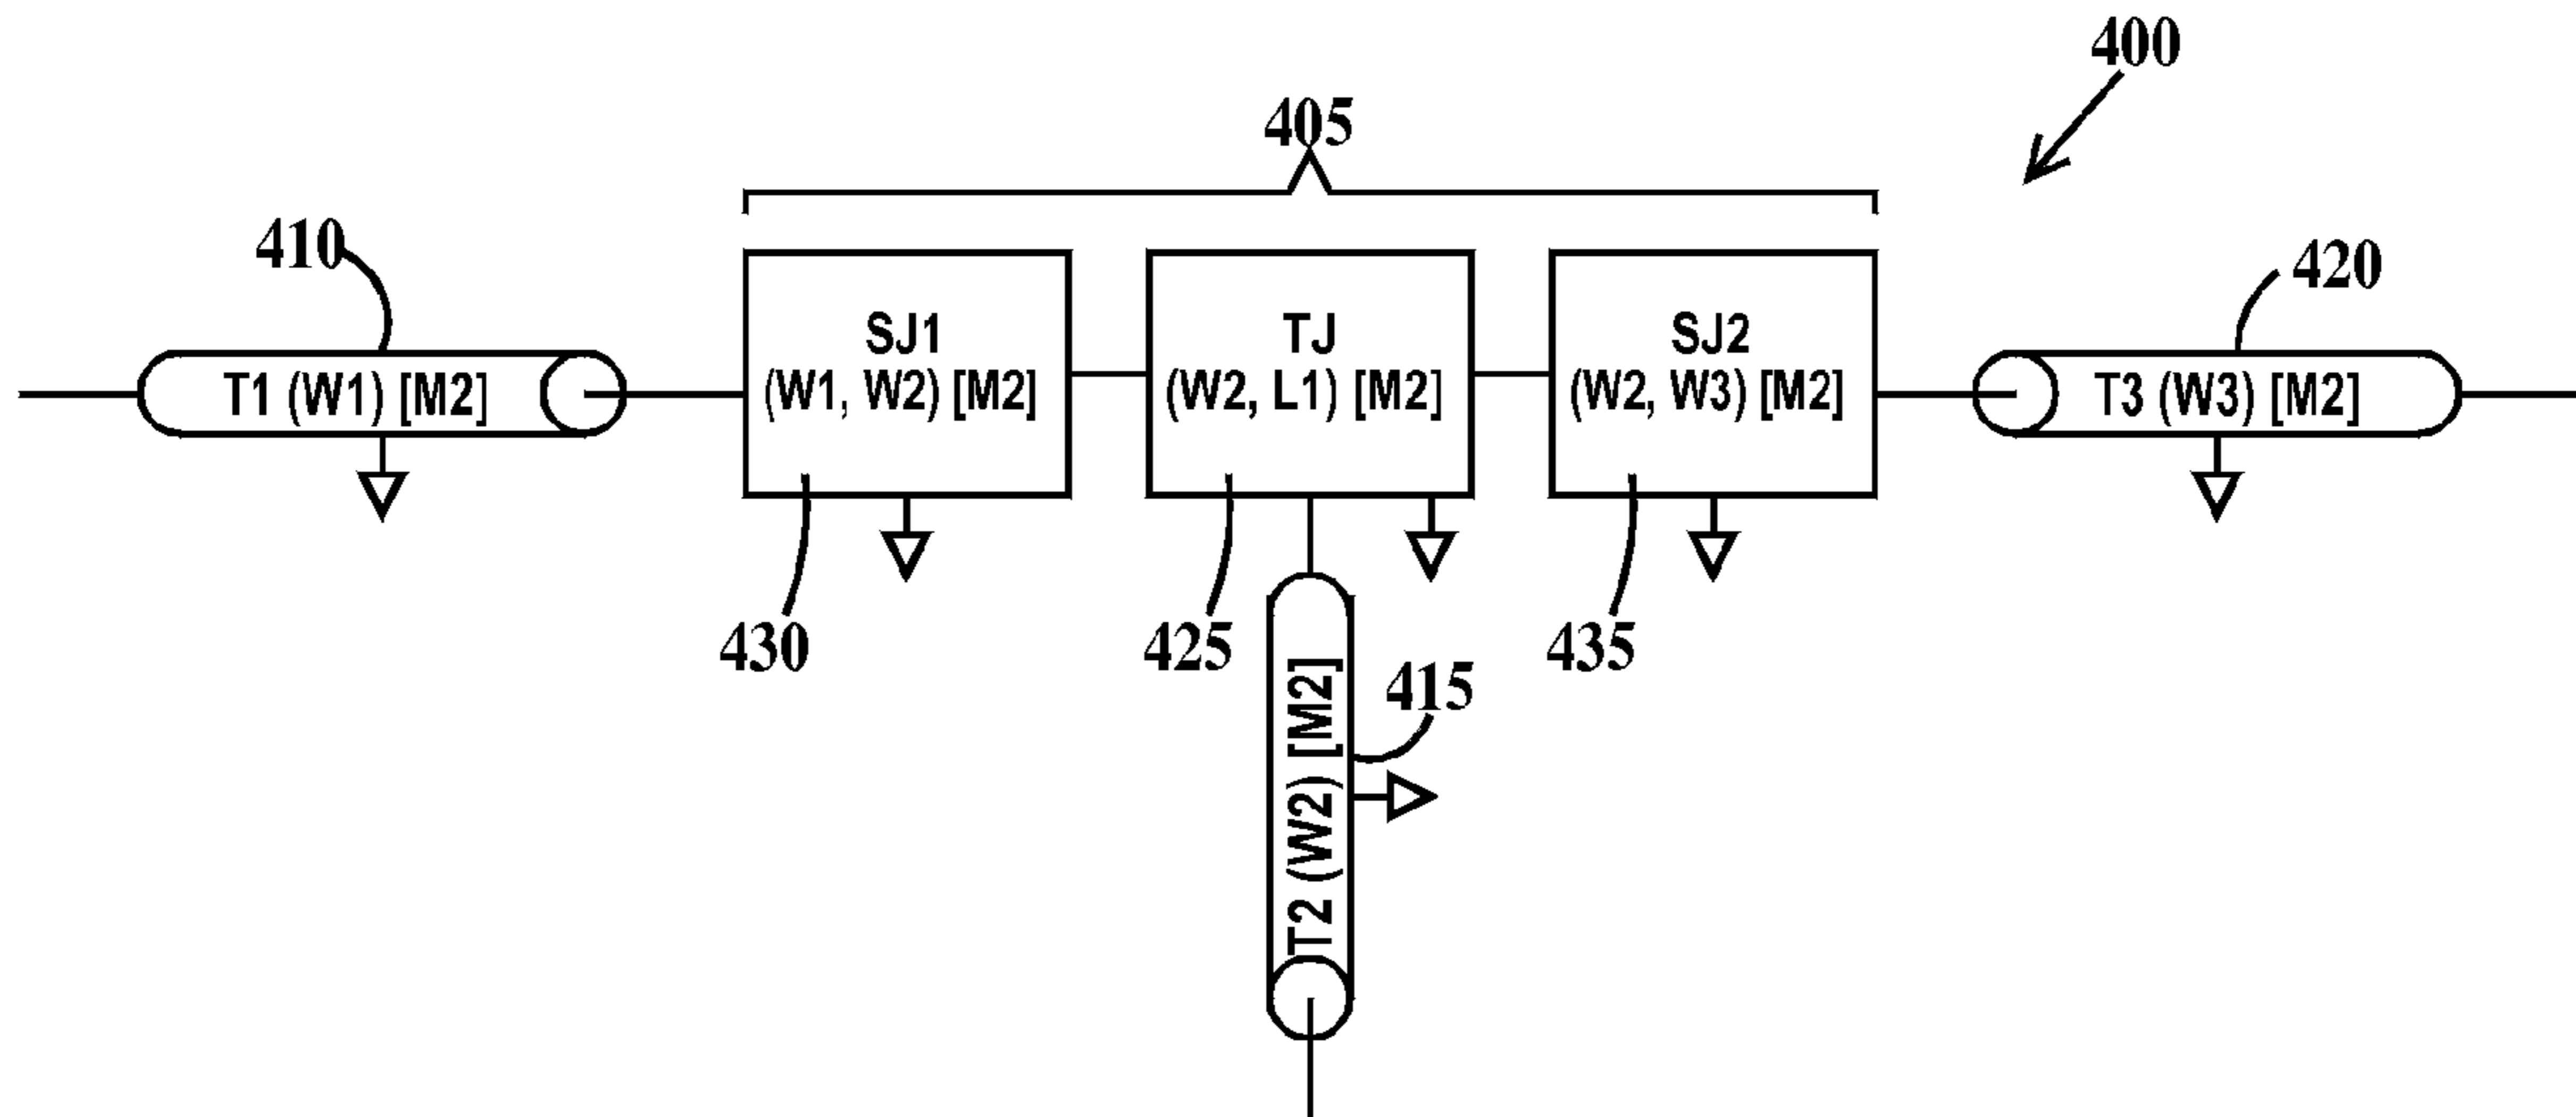 400
405
410
420
SJ1
(W1, W2) [M2]
TJ
(W2, L1) [M2]
SJ2
(W2, W3) [M2]
T1 (W1) [M2]
T3 (W3) [M2]
430
425
435
415
T2 (W2) [M2]